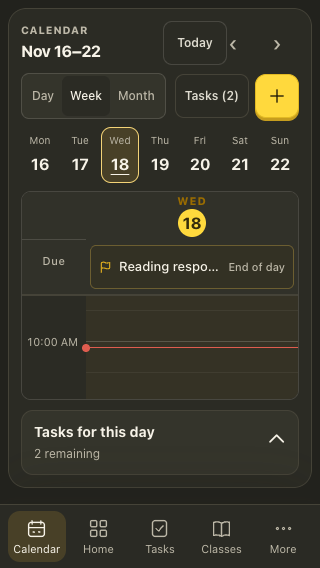 CALENDAR
Nov 16–22
Today
Day Week Month
Tasks (2)
Mon Tue Wed Thu Fri Sat Sun
16 17 18 19 20 21 22
WED
18
Due
Reading respo... End of day
10:00 AM
Tasks for this day
2 remaining
Calendar Home Tasks Classes More